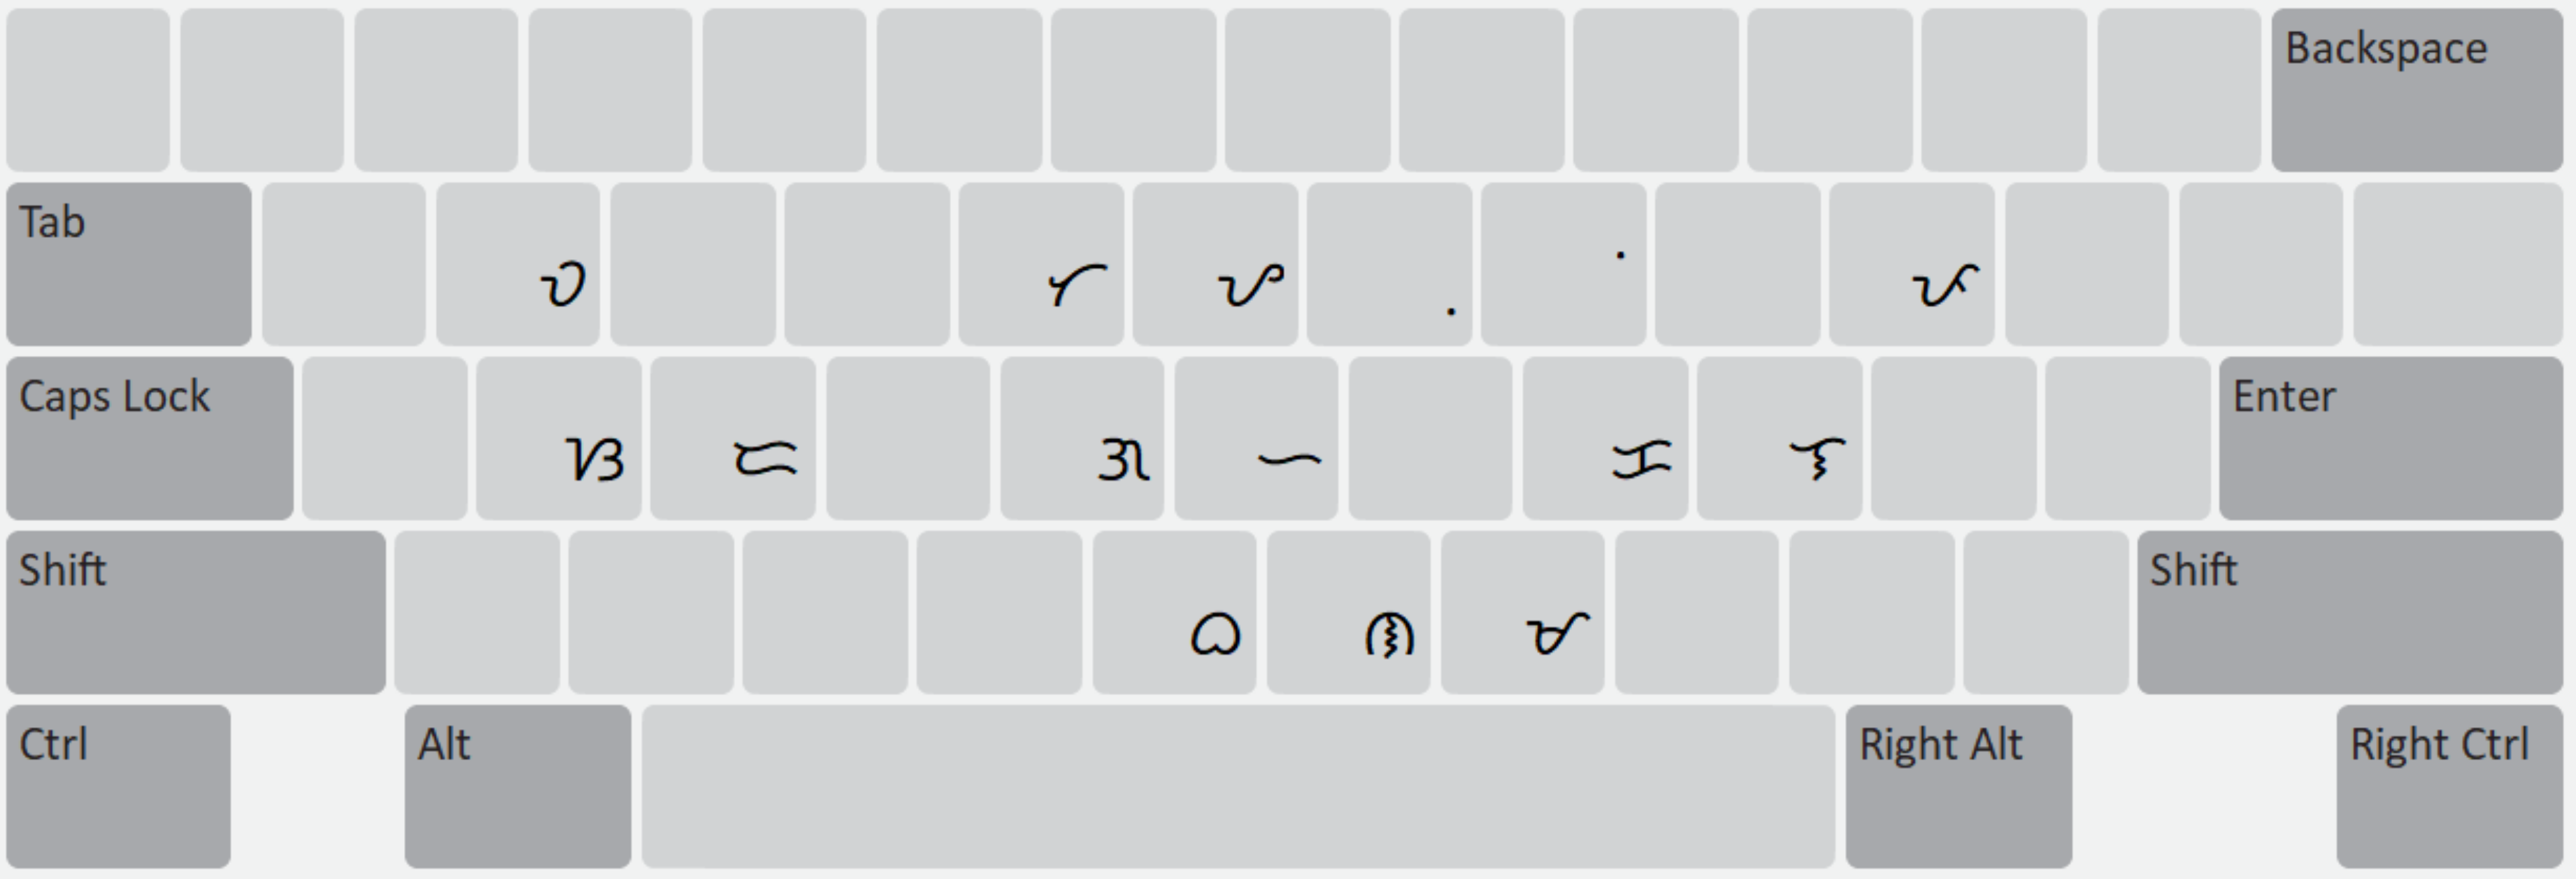 Backspace
Tab ᜏ ᜆ ᜌ ᜓ ᜒ ᜉ
Caps Lock ᜐ ᜇ ᜄ ᜑ ᜃ ᜎ Enter
Shift ᜊ ᜈ ᜋ Shift
Ctrl Alt Right Alt Right Ctrl